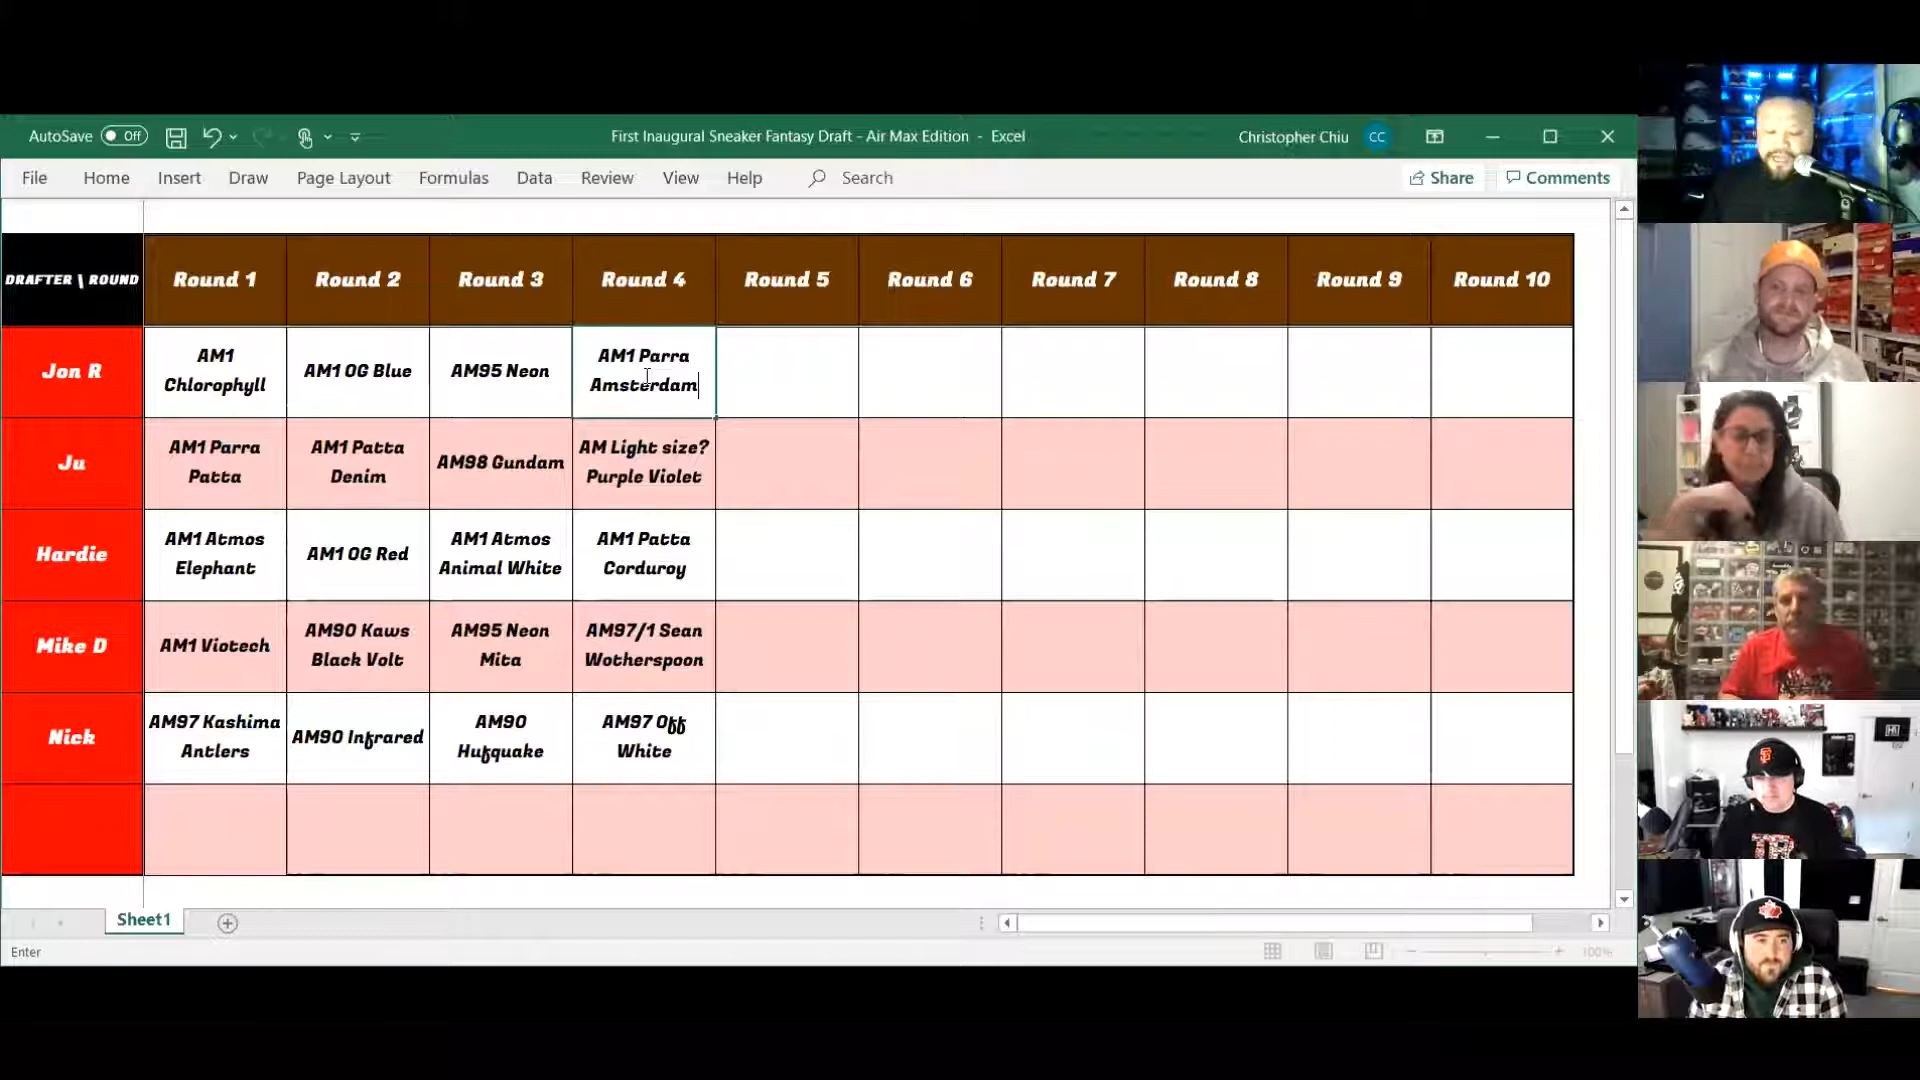 AutoSave Off
First Inaugural Sneaker Fantasy Draft - Air Max Edition - Excel
Christopher Chiu CC
File Home Insert Draw Page Layout Formulas Data Review View Help Search
Share Comments
DRAFTER \ ROUND Round 1 Round 2 Round 3 Round 4 Round 5 Round 6 Round 7 Round 8 Round 9 Round 10
Jon R
AM1
Chlorophyll
AM1 OG Blue
AM95 Neon
AM1 Parra
Amsterdam
Ju
AM1 Parra
Patta
AM1 Patta
Denim
AM98 Gundam
AM Light size?
Purple Violet
Hardie
AM1 Atmos
Elephant
AM1 OG Red
AM1 Atmos
Animal White
AM1 Patta
Corduroy
Mike D
AM1 Viotech
AM90 Kaws
Black Volt
AM95 Neon
Mita
AM97/1 Sean
Wotherspoon
Nick
AM97 Kashima
Antlers
AM90 Infrared
AM90
Hufquake
AM97 Off
White
Sheet1
Enter
100%